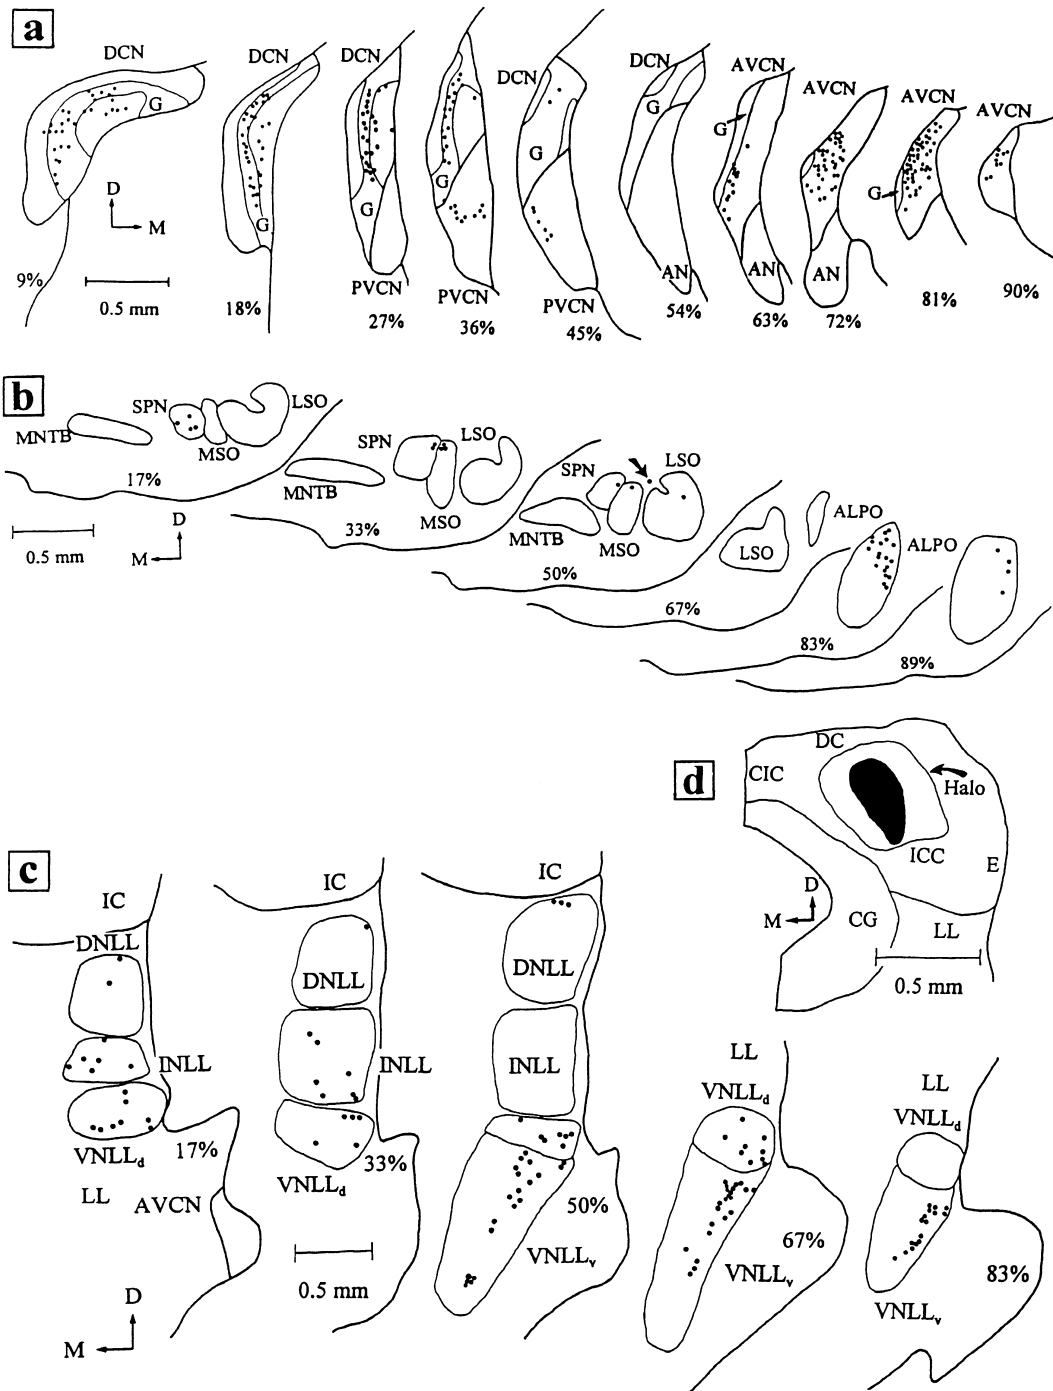 a
DCN DCN DCN DCN DCN AVCN AVCN AVCN AVCN
G G G G G G G G
D
M
AN AN AN
PVCN PVCN PVCN
0.5 mm
9% 18% 27% 36% 45% 54% 63% 72% 81% 90%
b
SPN LSO
MNTB MSO
17%
SPN LSO
MNTB MSO
33%
SPN LSO
MNTB MSO
50%
LSO ALPO
67%
ALPO
83%
89%
D
M
0.5 mm
d
DC
CIC
Halo
ICC
E
D
M
CG
LL
0.5 mm
c
IC
DNLL
INLL
VNLLd
17%
LL
AVCN
IC
DNLL
INLL
VNLLd
33%
0.5 mm
IC
DNLL
INLL
50%
VNLLv
LL
VNLLd
67%
VNLLv
LL
VNLLd
83%
VNLLv
D
M